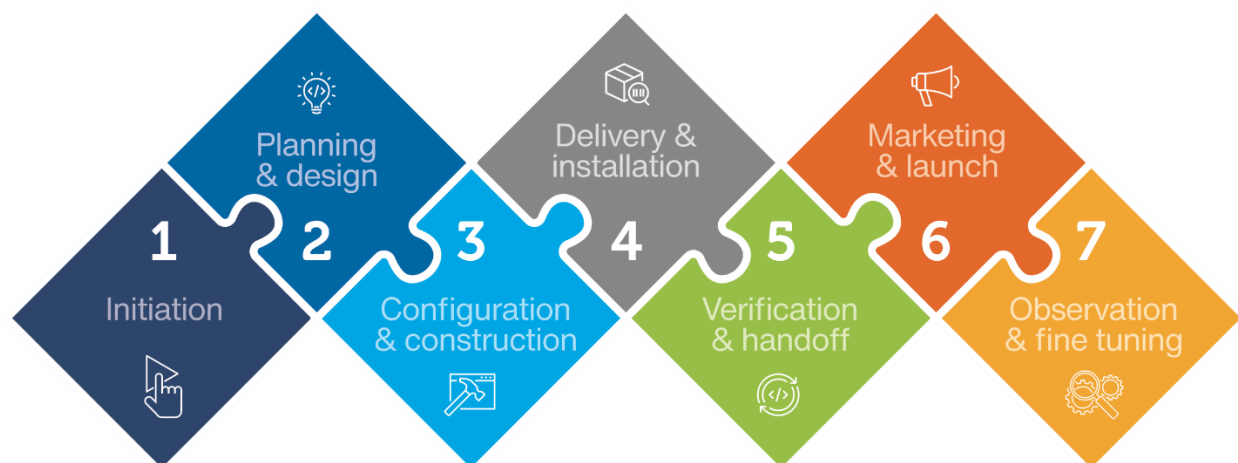 1
Initiation
Planning
& design
2
3
Configuration
& construction
Delivery &
installation
4
5
Verification
& handoff
Marketing
& launch
6
7
Observation
& fine tuning